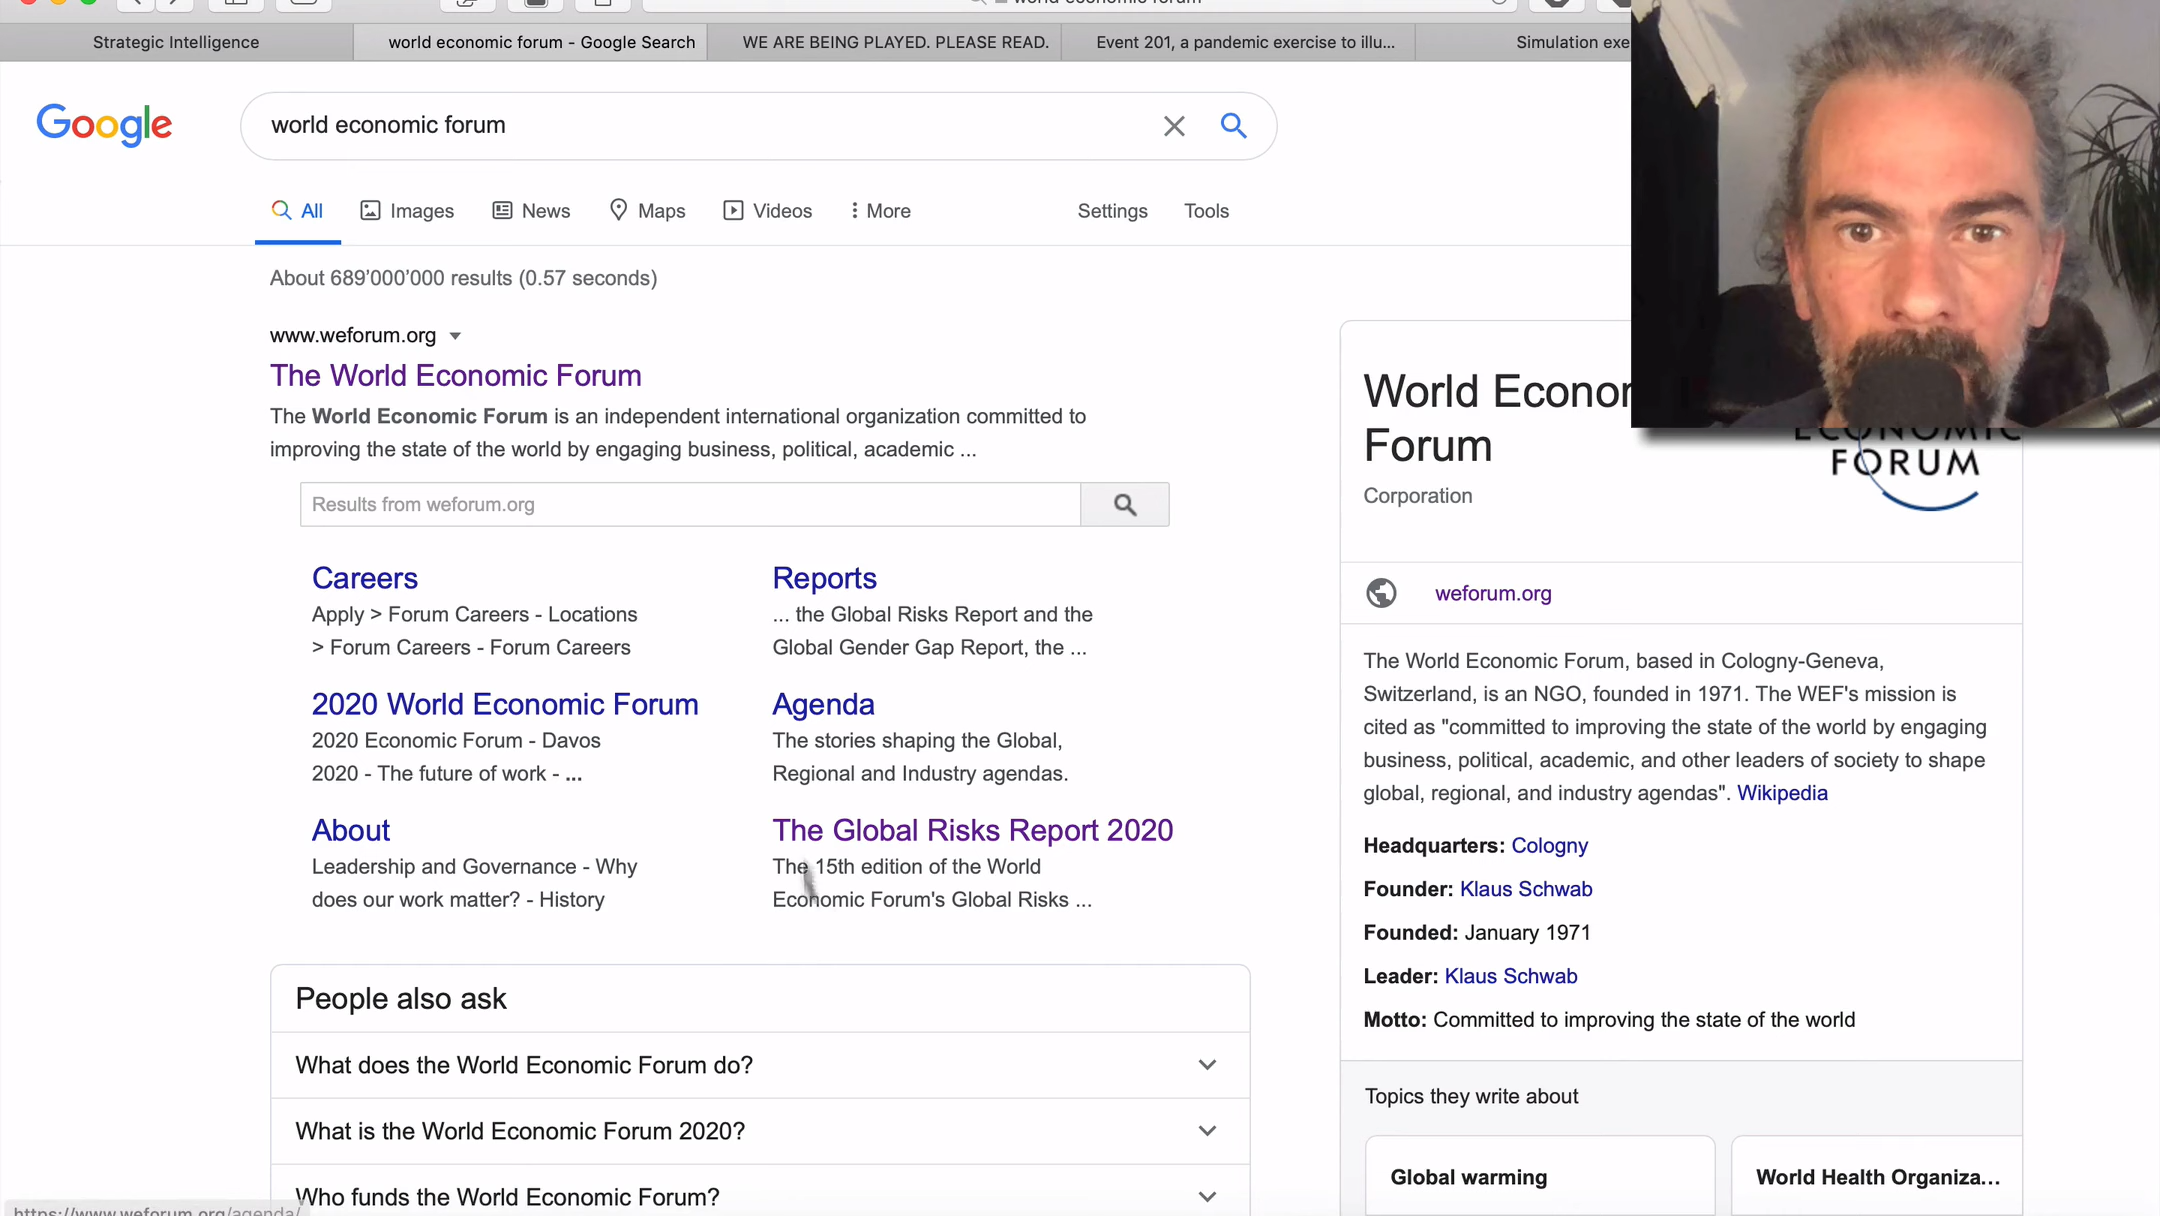 world economic forum
Strategic Intelligence
world economic forum - Google Search
WE ARE BEING PLAYED. PLEASE READ.
Event 201, a pandemic exercise to illu...
Simulation exe
Google
world economic forum
All
Images
News
Maps
Videos
More
Settings
Tools
About 689’000’000 results (0.57 seconds)
www.weforum.org
The World Economic Forum
The World Economic Forum is an independent international organization committed to
improving the state of the world by engaging business, political, academic ...
Results from weforum.org
Careers
Apply > Forum Careers - Locations
> Forum Careers - Forum Careers
Reports
... the Global Risks Report and the
Global Gender Gap Report, the ...
2020 World Economic Forum
2020 Economic Forum - Davos
2020 - The future of work - ...
Agenda
The stories shaping the Global,
Regional and Industry agendas.
About
Leadership and Governance - Why
does our work matter? - History
The Global Risks Report 2020
The 15th edition of the World
Economic Forum's Global Risks ...
People also ask
What does the World Economic Forum do?
What is the World Economic Forum 2020?
Who funds the World Economic Forum?
https://www.weforum.org/agenda/
World Econor
Forum
Corporation
ECONOMIC
FORUM
weforum.org
The World Economic Forum, based in Cologny-Geneva,
Switzerland, is an NGO, founded in 1971. The WEF's mission is
cited as "committed to improving the state of the world by engaging
business, political, academic, and other leaders of society to shape
global, regional, and industry agendas". Wikipedia
Headquarters: Cologny
Founder: Klaus Schwab
Founded: January 1971
Leader: Klaus Schwab
Motto: Committed to improving the state of the world
Topics they write about
Global warming
World Health Organiza...